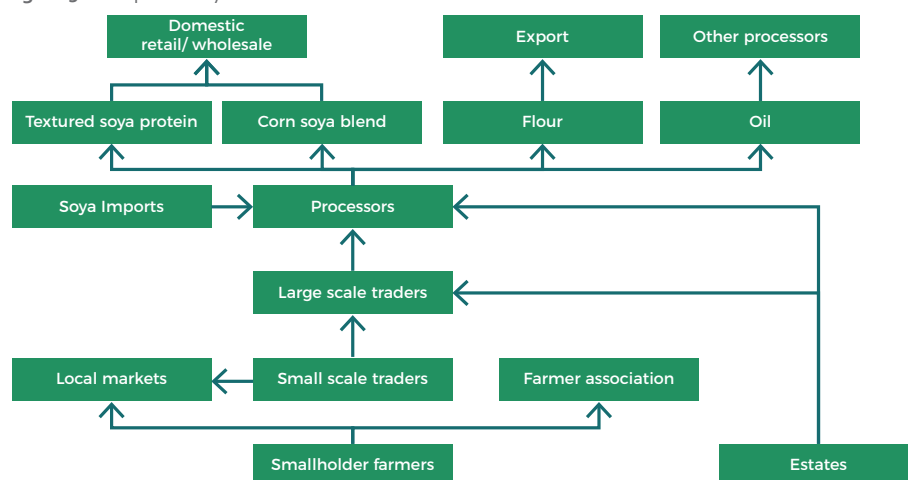 Domestic
retail/ wholesale
Export
Other processors
Textured soya protein
Corn soya blend
Flour
Oil
Soya Imports
Processors
Large scale traders
Local markets
Small scale traders
Farmer association
Smallholder farmers
Estates